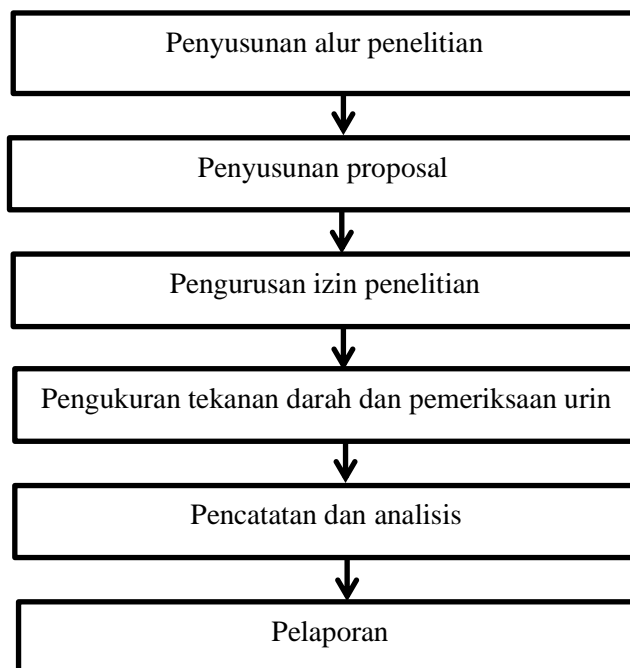 Penyusunan alur penelitian
Penyusunan proposal
Pengurusan izin penelitian
Pengukuran tekanan darah dan pemeriksaan urin
Pencatatan dan analisis
Pelaporan